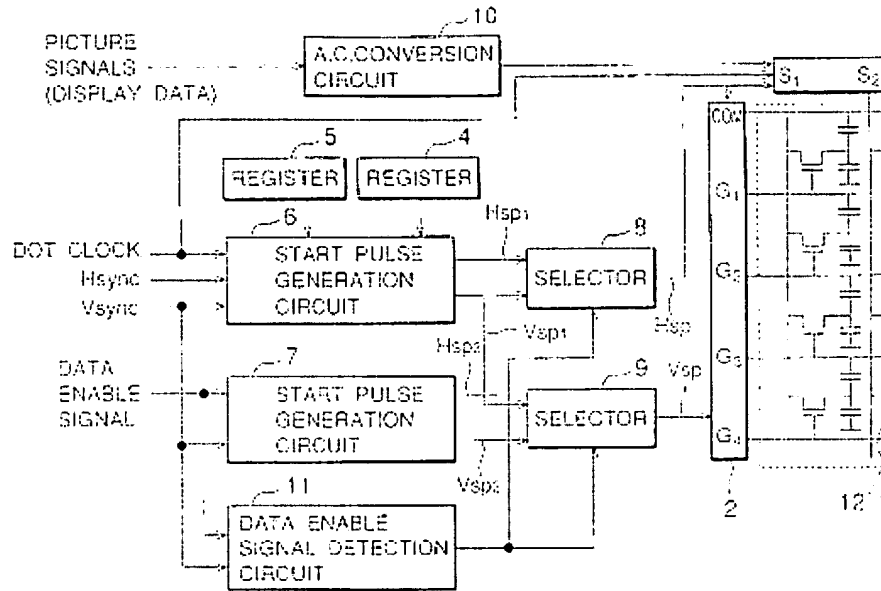 10
PICTURE
SIGNALS
(DISPLAY DATA)
A.C.CONVERSION
CIRCUIT
S1 S2
COM
5
REGISTER
4
REGISTER
6
DOT CLOCK
Hsync
Vsync
START PULSE
GENERATION
CIRCUIT
Hsp1
8
SELECTOR
Hsp
G1
G2
G3
G4
Hsp2
Vsp1
DATA
ENABLE
SIGNAL
7
START PULSE
GENERATION
CIRCUIT
9
SELECTOR
Vsp
Vsp2
11
DATA ENABLE
SIGNAL DETECTION
CIRCUIT
2
12